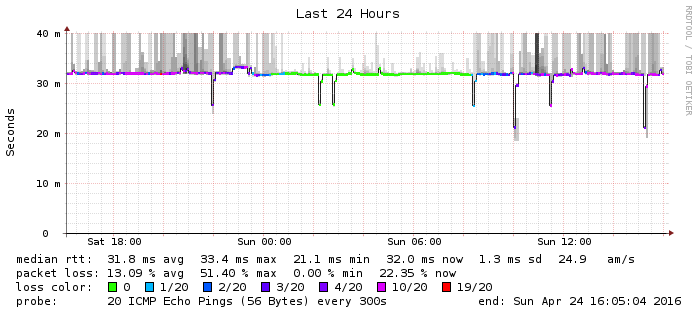 Last 24 Hours
RRDTOOL / TOBI OETIKER
Seconds
40 m
30 m
20 m
10 m
0
Sat 18:00 Sun 00:00 Sun 06:00 Sun 12:00
median rtt: 31.8 ms avg 33.4 ms max 21.1 ms min 32.0 ms now 1.3 ms sd 24.9 am/s
packet loss: 13.09 % avg 51.40 % max 0.00 % min 22.35 % now
loss color: 0 1/20 2/20 3/20 4/20 10/20 19/20
probe: 20 ICMP Echo Pings (56 Bytes) every 300s end: Sun Apr 24 16:05:04 2016